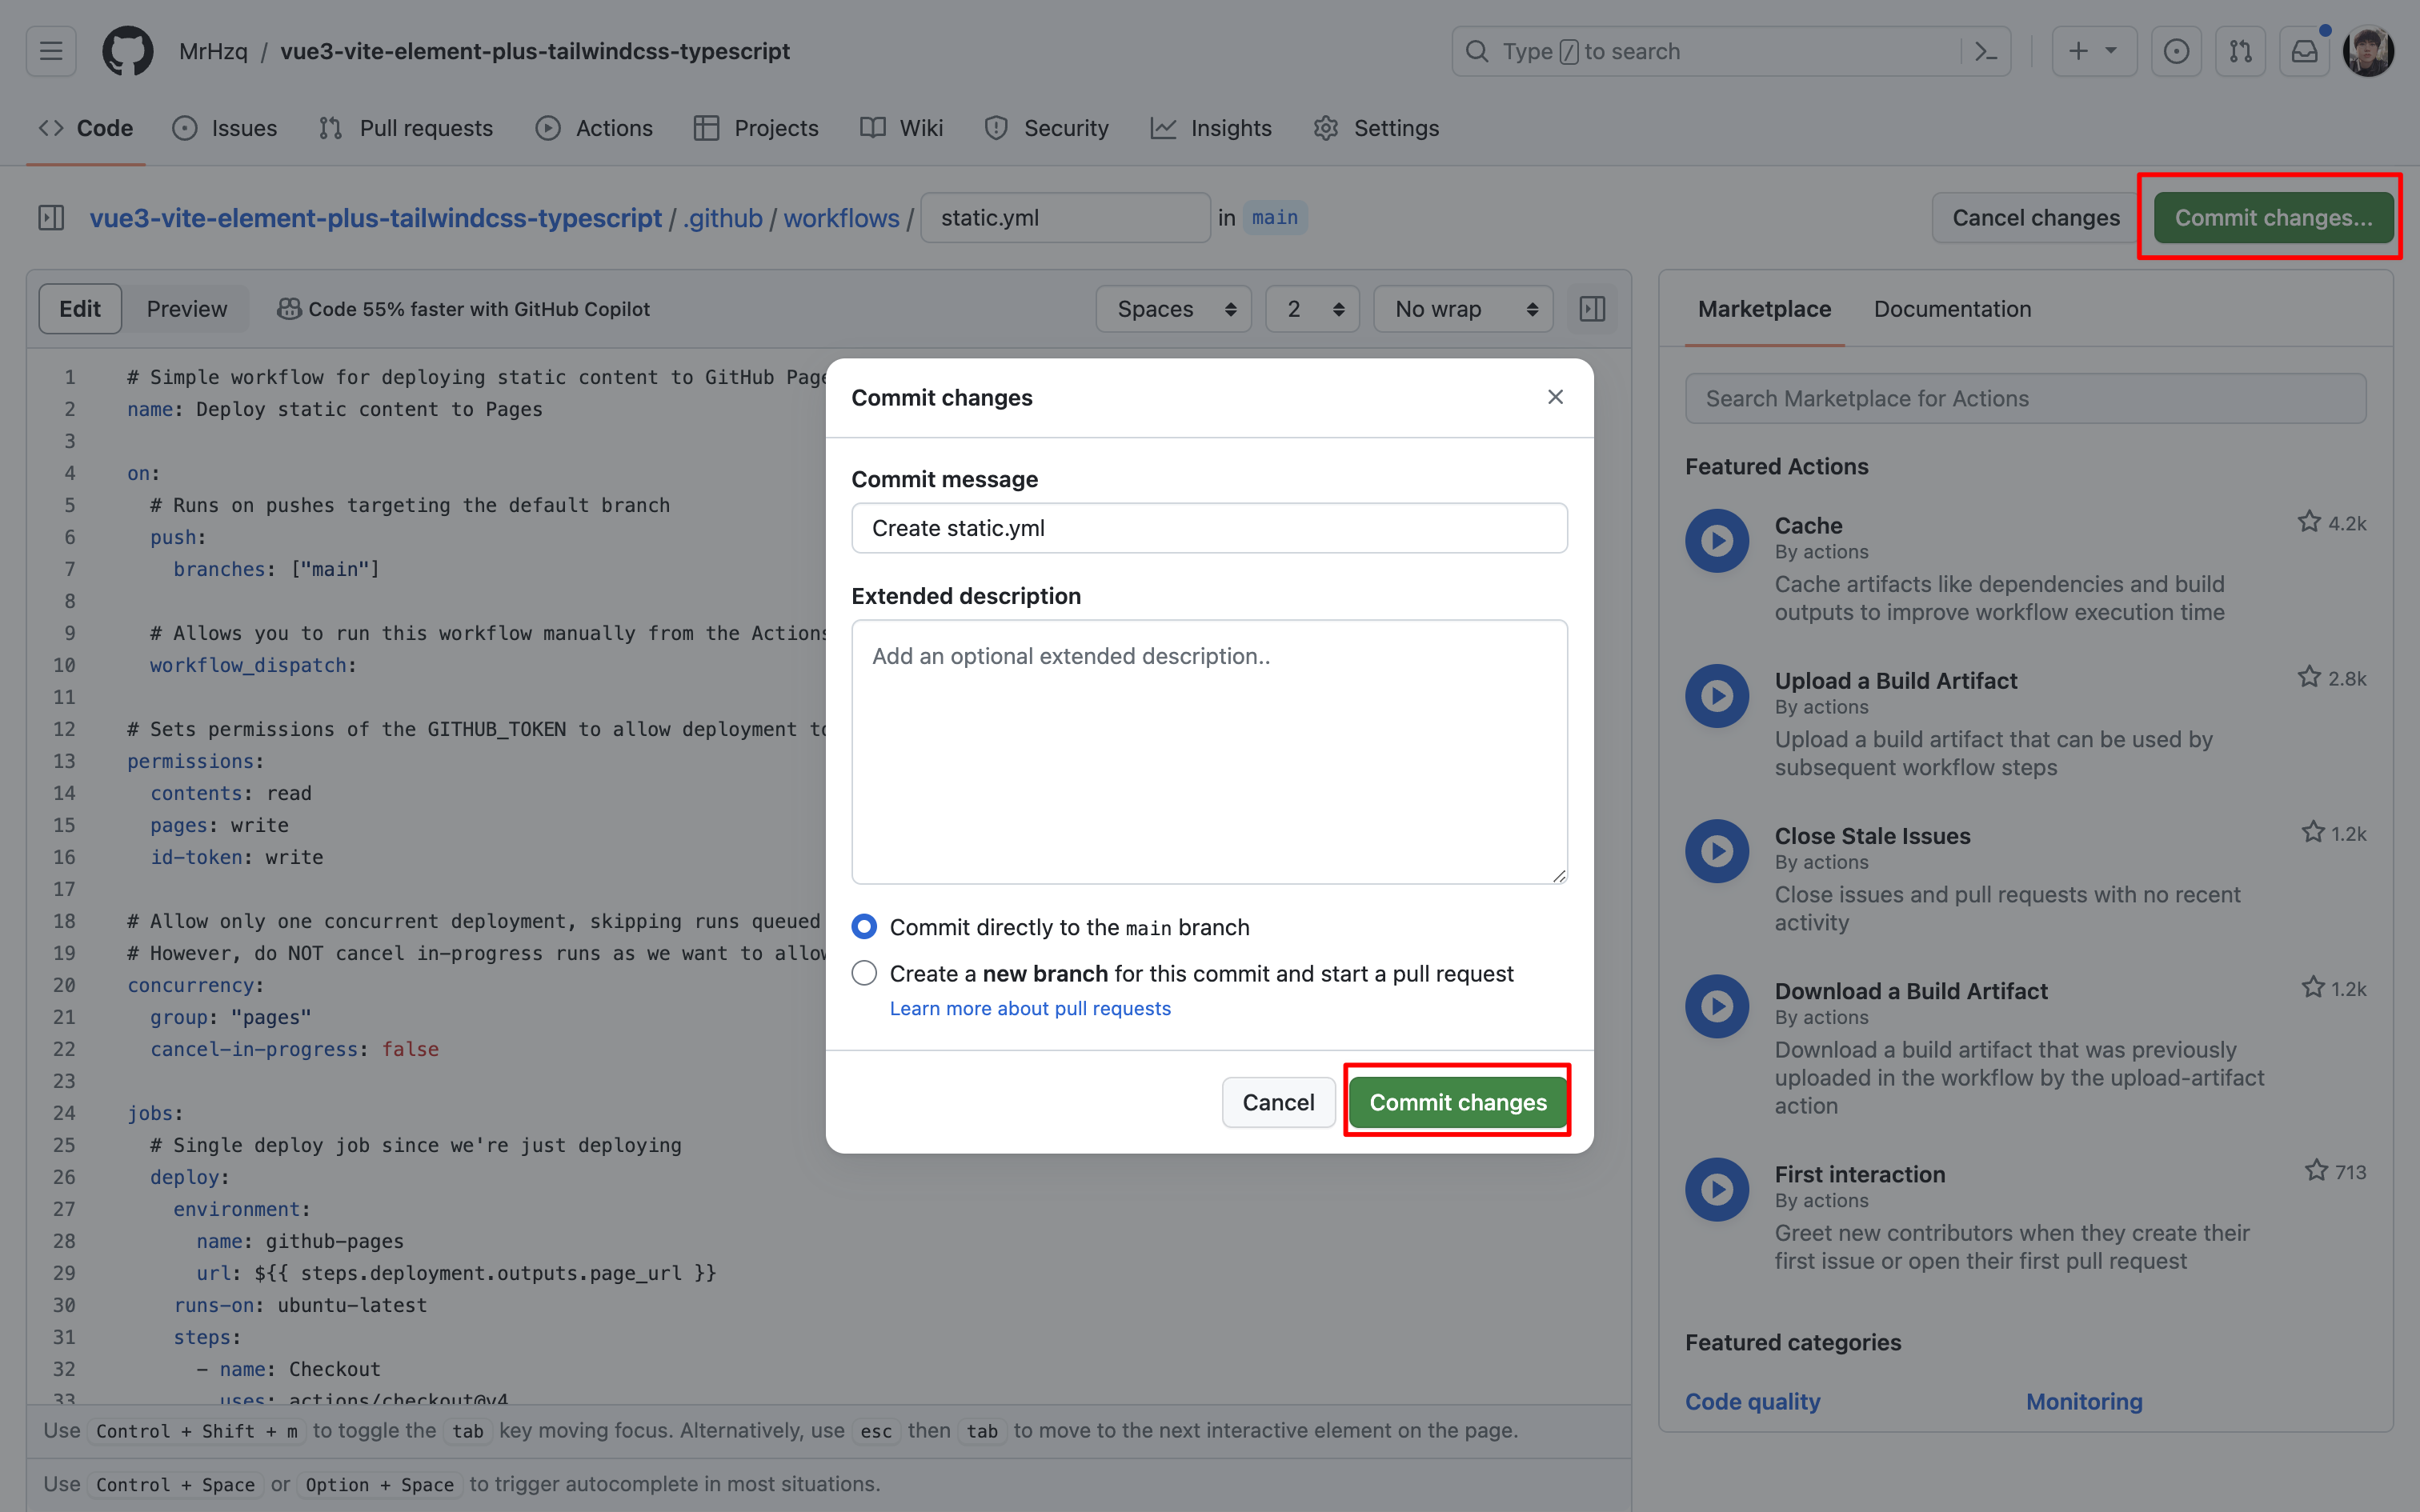 MrHzq / vue3-vite-element-plus-tailwindcss-typescript
Type / to search
Code
Issues
Pull requests
Actions
Projects
Wiki
Security
Insights
Settings
vue3-vite-element-plus-tailwindcss-typescript / .github / workflows / static.yml in main
Cancel changes
Commit changes...
Edit
Preview
Code 55% faster with GitHub Copilot
Spaces
2
No wrap
1 # Simple workflow for deploying static content to GitHub Page
2 name: Deploy static content to Pages
3
4 on:
5 # Runs on pushes targeting the default branch
6 push:
7 branches: ["main"]
8
9 # Allows you to run this workflow manually from the Actions
10 workflow_dispatch:
11
12 # Sets permissions of the GITHUB_TOKEN to allow deployment to
13 permissions:
14 contents: read
15 pages: write
16 id-token: write
17
18 # Allow only one concurrent deployment, skipping runs queued
19 # However, do NOT cancel in-progress runs as we want to allow
20 concurrency:
21 group: "pages"
22 cancel-in-progress: false
23
24 jobs:
25 # Single deploy job since we're just deploying
26 deploy:
27 environment:
28 name: github-pages
29 url: ${{ steps.deployment.outputs.page_url }}
30 runs-on: ubuntu-latest
31 steps:
32 - name: Checkout
33 uses: actions/checkout@v4
Use Control + Shift + m to toggle the tab key moving focus. Alternatively, use esc then tab to move to the next interactive element on the page.
Use Control + Space or Option + Space to trigger autocomplete in most situations.
Commit changes
Commit message
Create static.yml
Extended description
Add an optional extended description..
Commit directly to the main branch
Create a new branch for this commit and start a pull request
Learn more about pull requests
Cancel
Commit changes
Marketplace
Documentation
Search Marketplace for Actions
Featured Actions
Cache
4.2k
By actions
Cache artifacts like dependencies and build
outputs to improve workflow execution time
Upload a Build Artifact
2.8k
By actions
Upload a build artifact that can be used by
subsequent workflow steps
Close Stale Issues
1.2k
By actions
Close issues and pull requests with no recent
activity
Download a Build Artifact
1.2k
By actions
Download a build artifact that was previously
uploaded in the workflow by the upload-artifact
action
First interaction
713
By actions
Greet new contributors when they create their
first issue or open their first pull request
Featured categories
Code quality
Monitoring